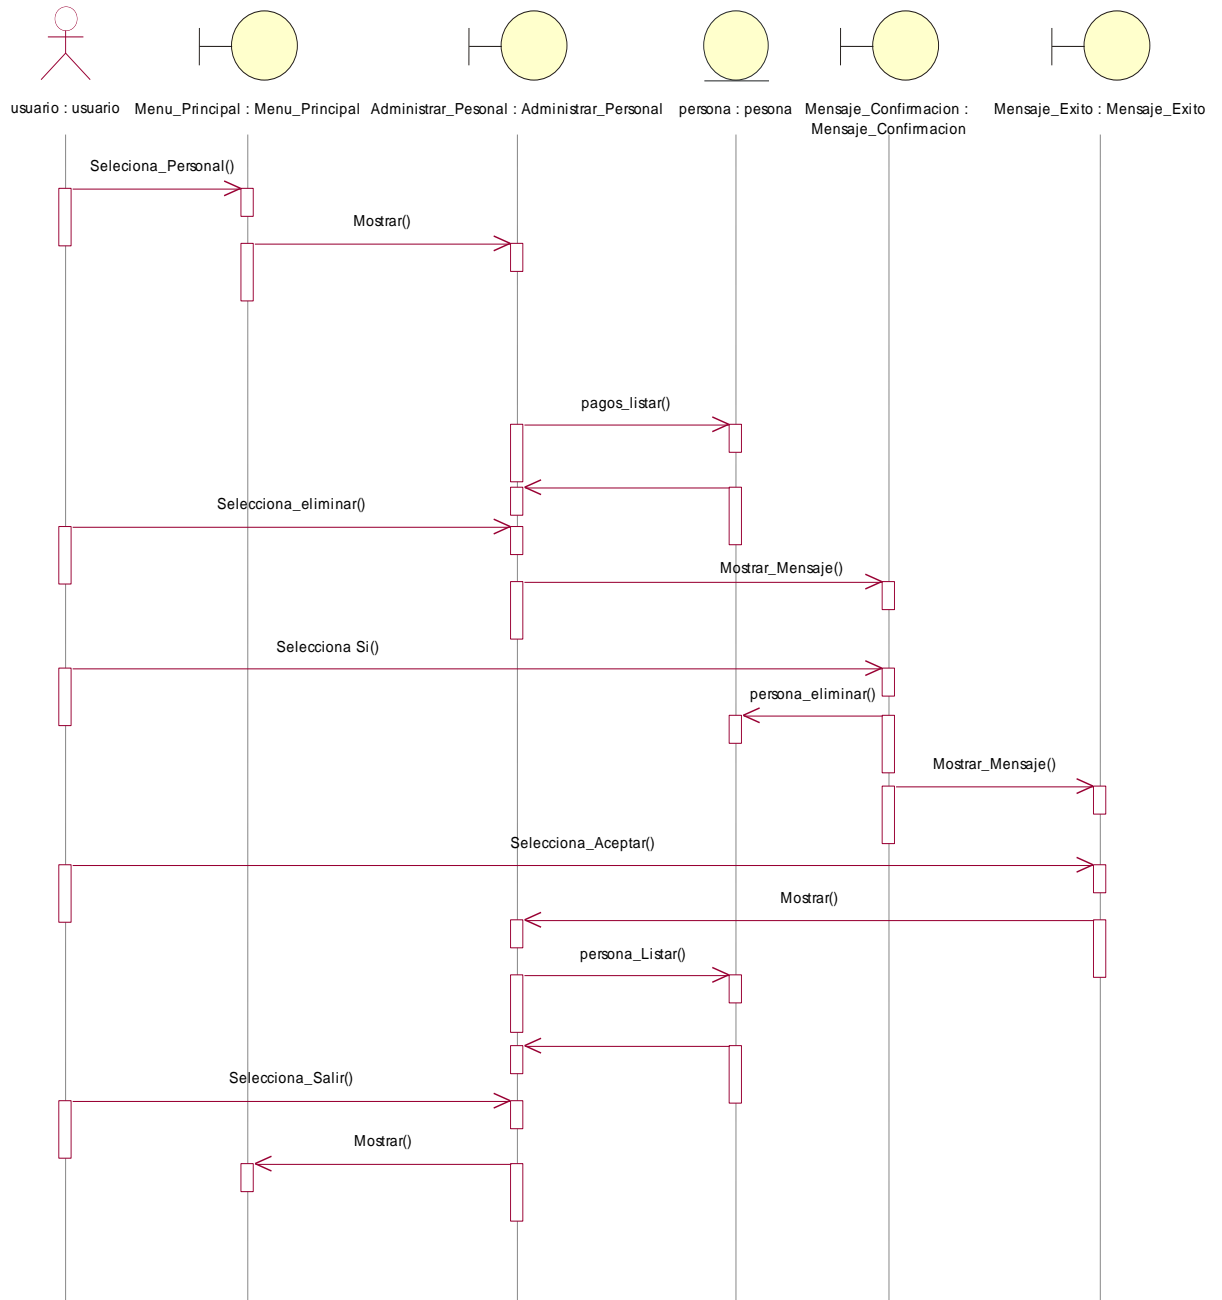 usuario : usuario
Menu_Principal : Menu_Principal
Administrar_Pesonal : Administrar_Personal
persona : pesona
Mensaje_Confirmacion :
Mensaje_Confirmacion
Mensaje_Exito : Mensaje_Exito
Seleciona_Personal()
Mostrar()
pagos_listar()
Selecciona_eliminar()
Mostrar_Mensaje()
Selecciona Si()
persona_eliminar()
Mostrar_Mensaje()
Selecciona_Aceptar()
Mostrar()
persona_Listar()
Selecciona_Salir()
Mostrar()